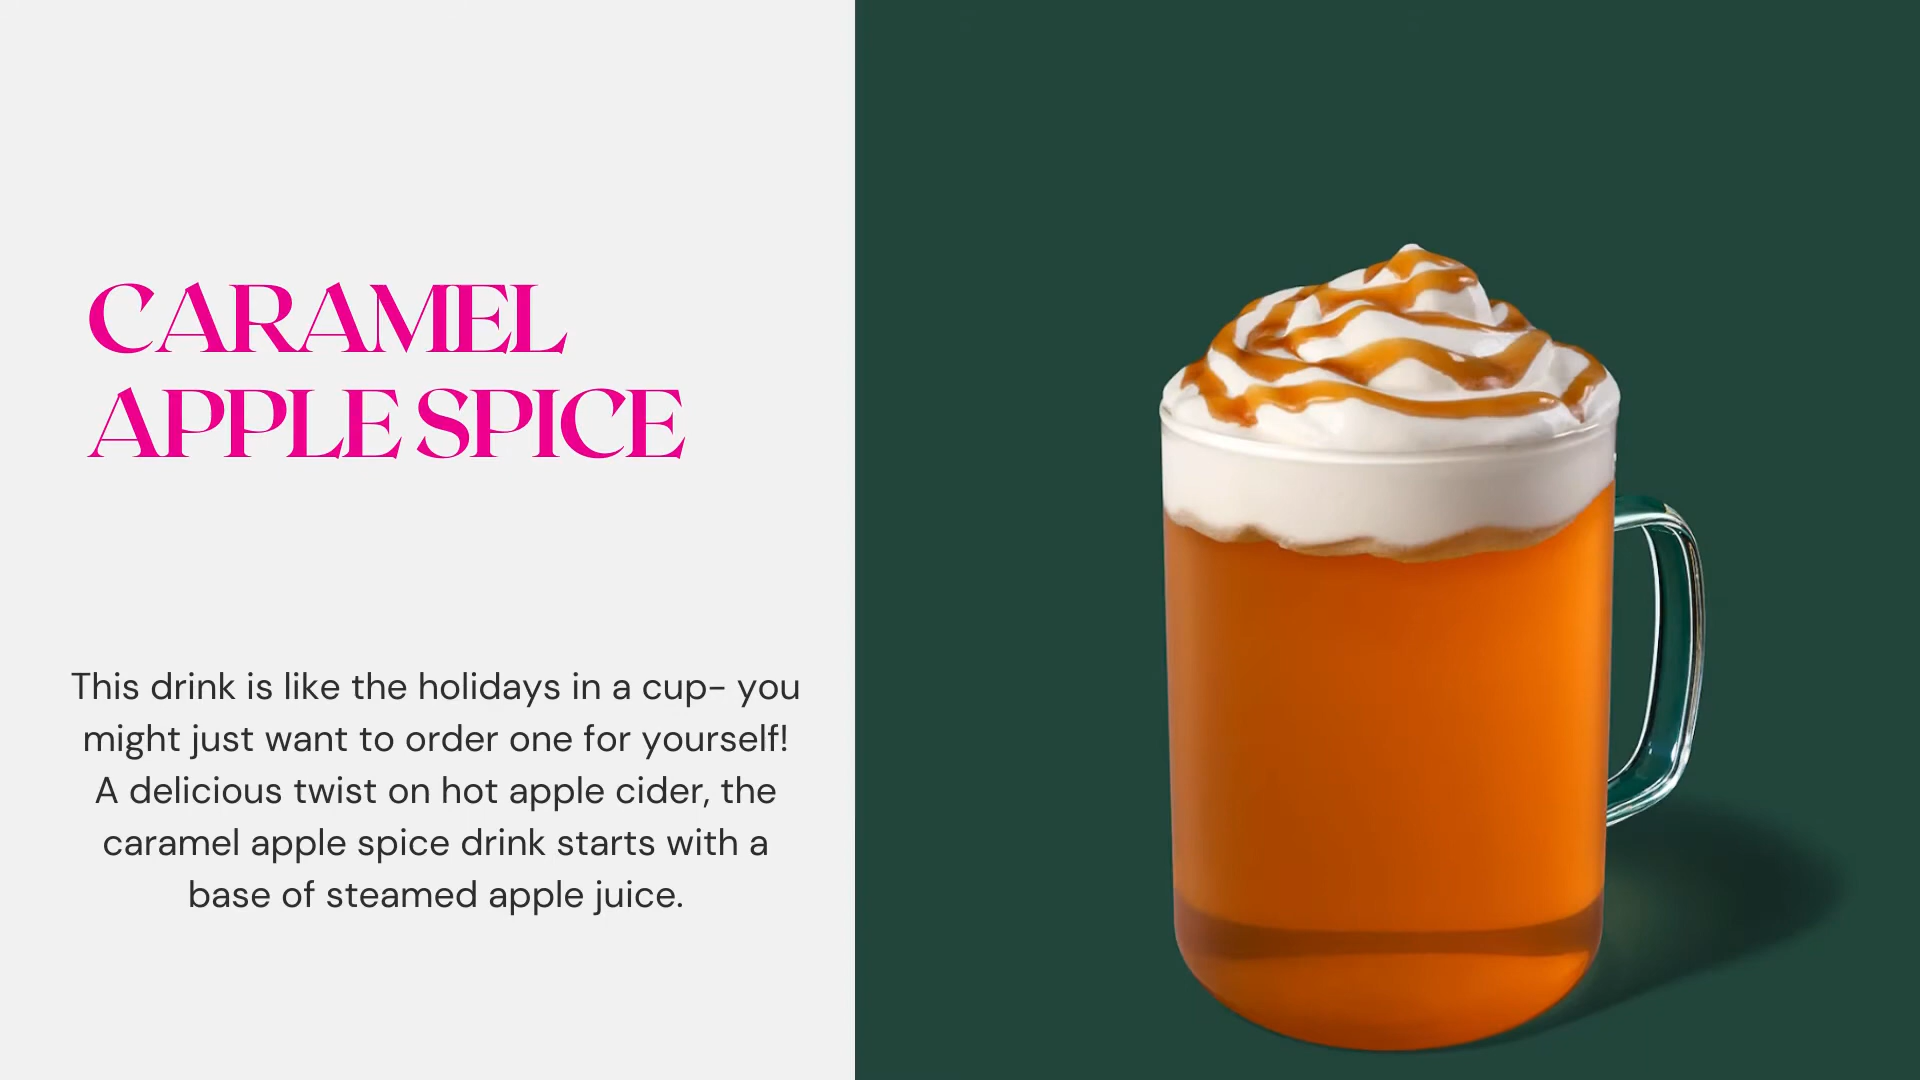 CARAMEL
APPLE SPICE
This drink is like the holidays in a cup- you
might just want to order one for yourself!
A delicious twist on hot apple cider, the
caramel apple spice drink starts with a
base of steamed apple juice.